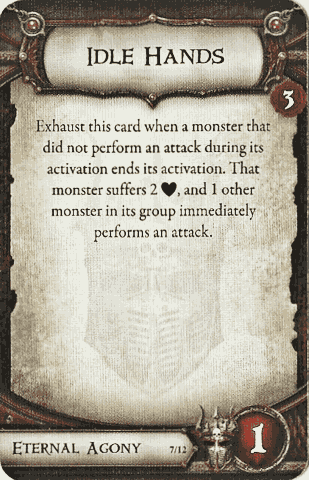 IDLE HANDS
3
Exhaust this card when a monster that
did not perform an attack during its
activation ends its activation. That
monster suffers 2 ♥, and 1 other
monster in its group immediately
performs an attack.
ETERNAL AGONY 7/12 1